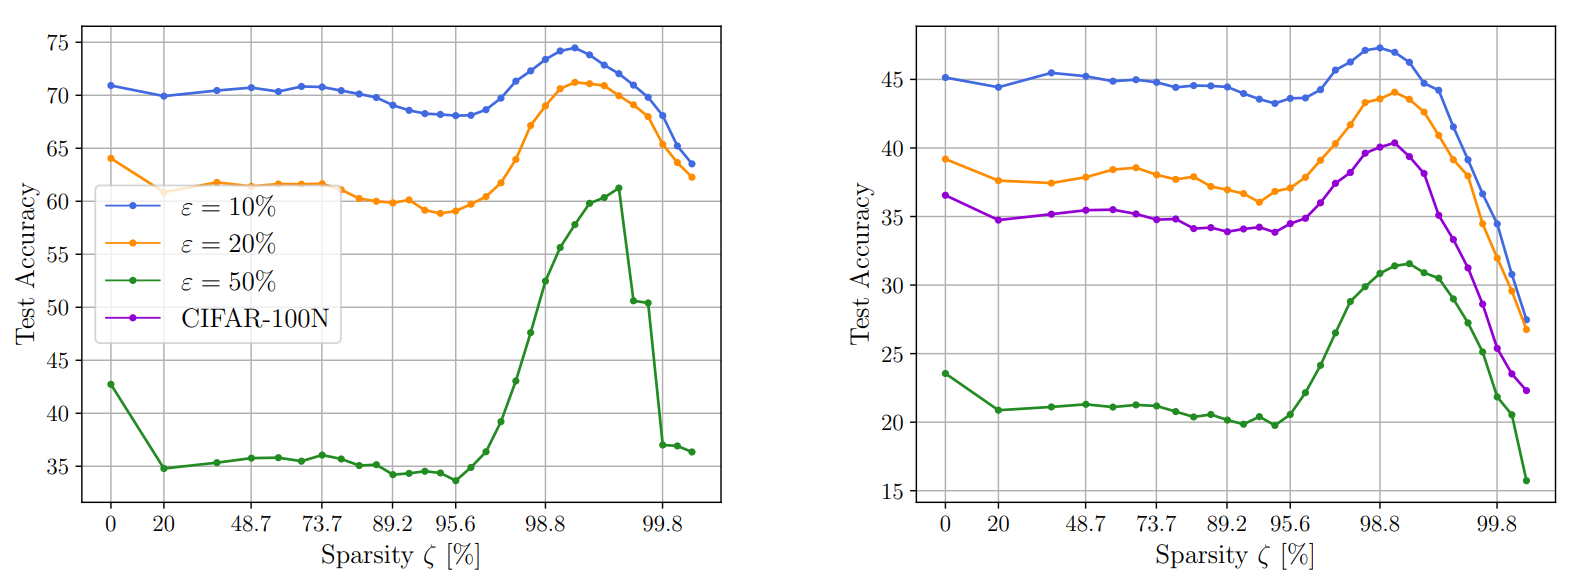 75
70
65
60
55
50
45
40
35
Test Accuracy
ε = 10%
ε = 20%
ε = 50%
CIFAR-100N
0 20 48.7 73.7 89.2 95.6 98.8 99.8
Sparsity ζ [%]
45
40
35
30
25
20
15
Test Accuracy
0 20 48.7 73.7 89.2 95.6 98.8 99.8
Sparsity ζ [%]